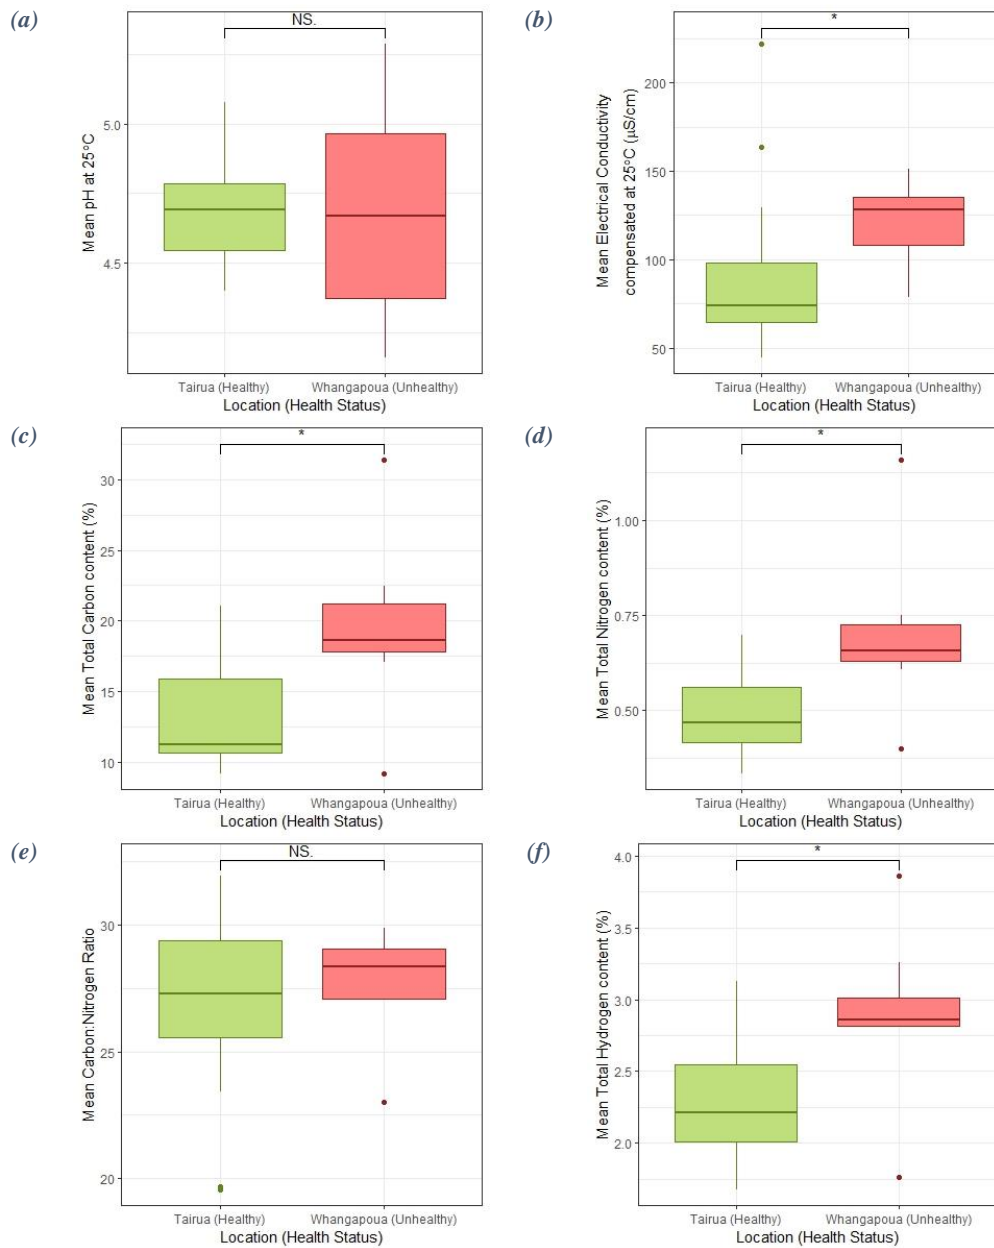 (a)
NS.
Mean pH at 25°C
5.0
4.5
Tairua (Healthy) Whangapoua (Unhealthy)
Location (Health Status)
(b)
*
Mean Electrical Conductivity
compensated at 25°C (µS/cm)
200
150
100
50
Tairua (Healthy) Whangapoua (Unhealthy)
Location (Health Status)
(c)
*
Mean Total Carbon content (%)
30
25
20
15
10
Tairua (Healthy) Whangapoua (Unhealthy)
Location (Health Status)
(d)
*
Mean Total Nitrogen content (%)
1.00
0.75
0.50
Tairua (Healthy) Whangapoua (Unhealthy)
Location (Health Status)
(e)
NS.
Mean Carbon:Nitrogen Ratio
30
25
20
Tairua (Healthy) Whangapoua (Unhealthy)
Location (Health Status)
(f)
*
Mean Total Hydrogen content (%)
4.0
3.5
3.0
2.5
2.0
Tairua (Healthy) Whangapoua (Unhealthy)
Location (Health Status)